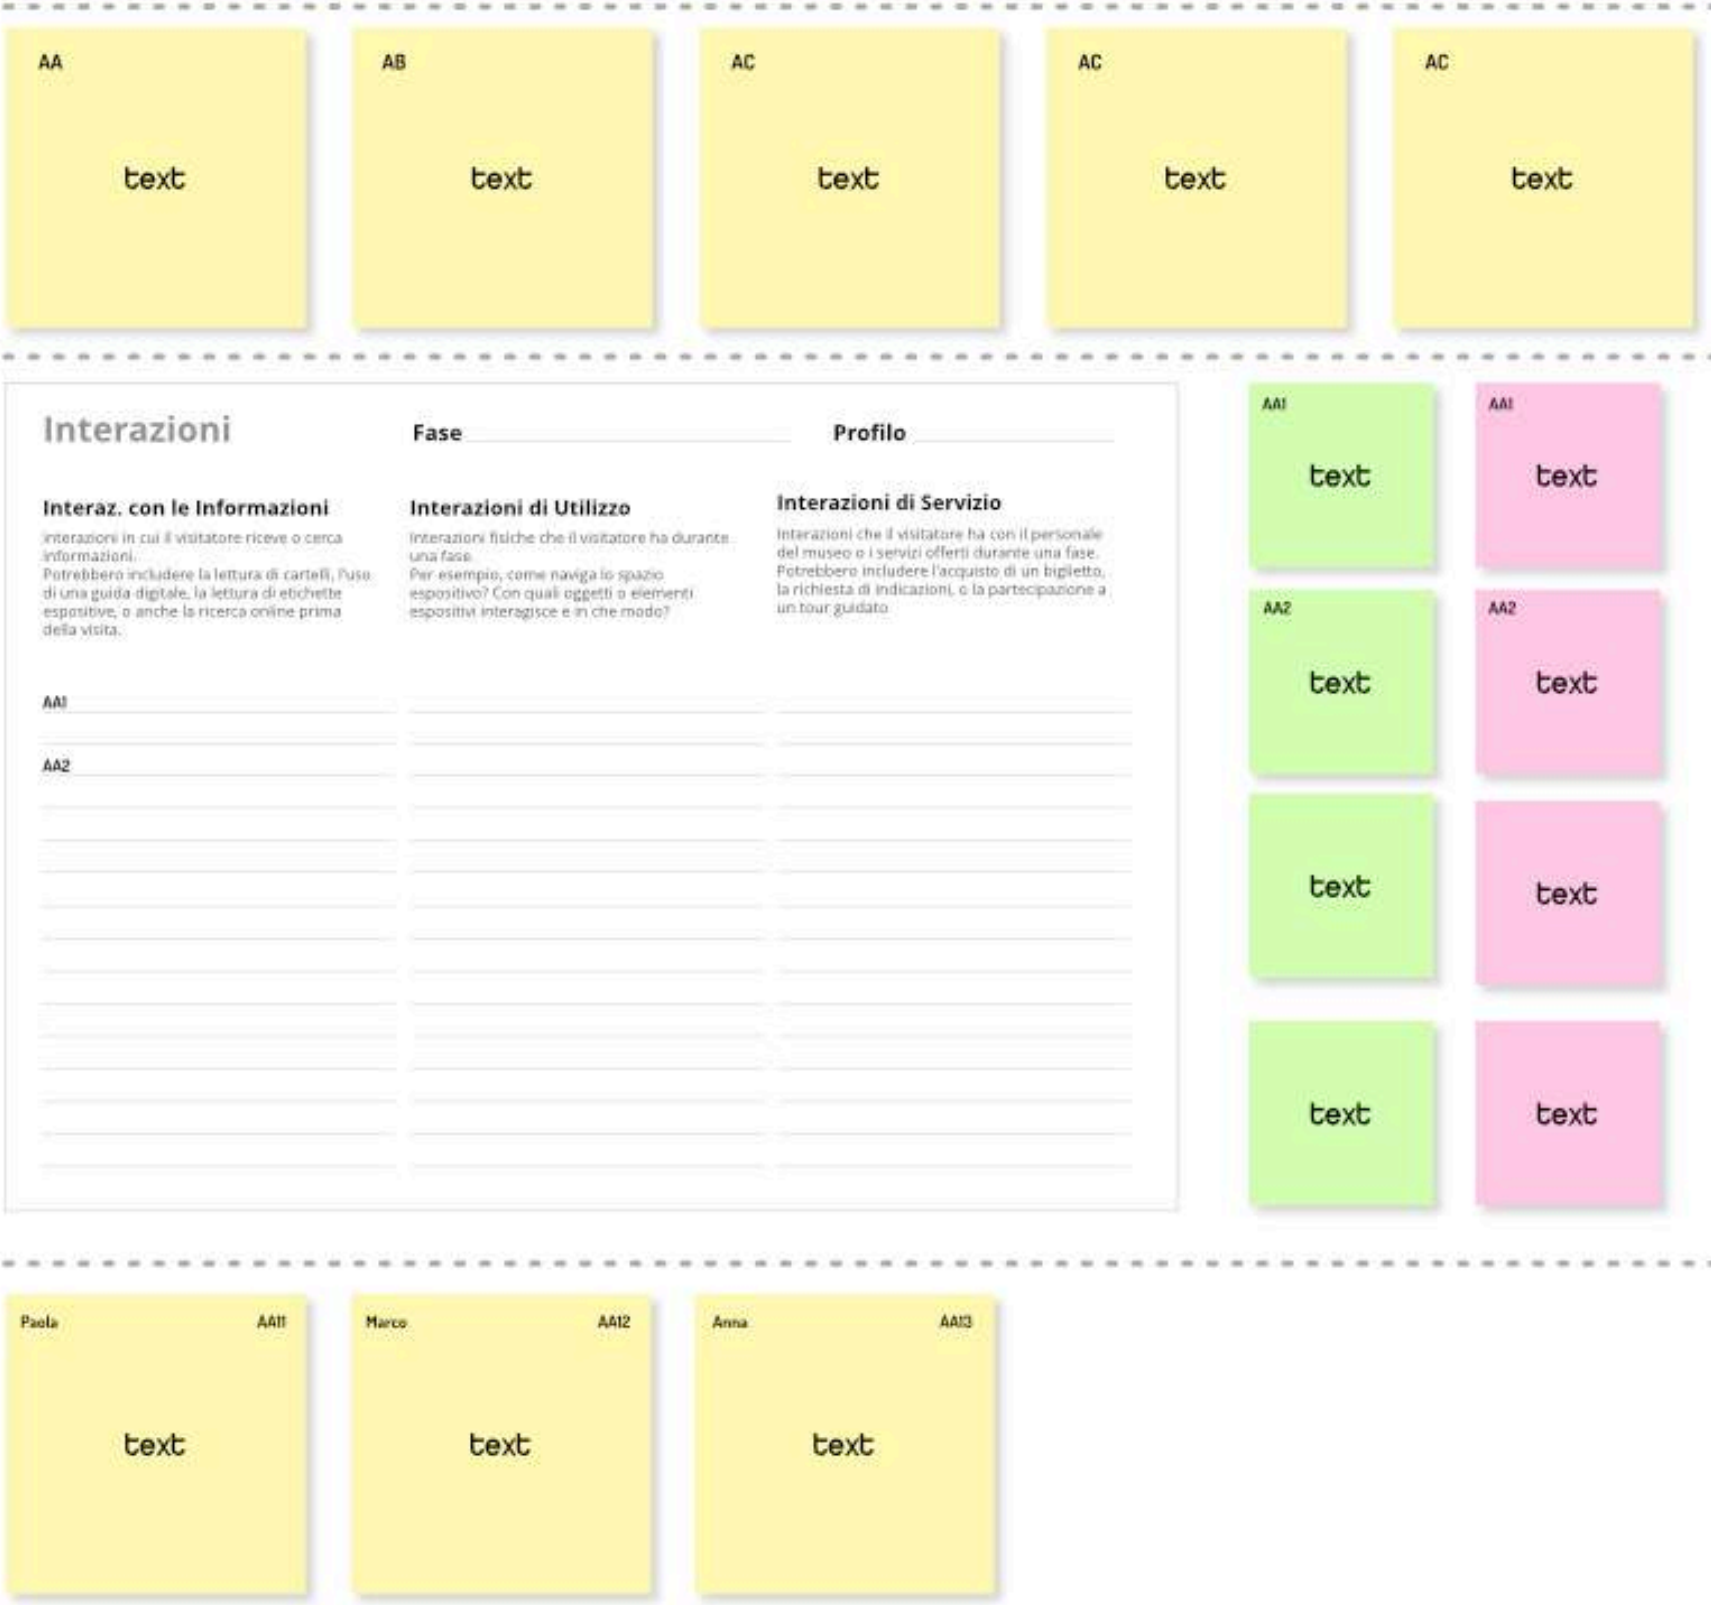 AA
AB
AC
AC
AC
text
text
text
text
text
Interazioni
Fase
Profilo
Interaz. con le Informazioni
Interazioni in cui il visitatore riceve o cerca
informazioni.
Potrebbero includere la lettura di cartelli, l'uso
di una guida digitale, la lettura di etichette
espositive, o anche la ricerca online prima
della visita.
Interazioni di Utilizzo
Interazioni fisiche che il visitatore ha durante
una fase.
Per esempio, come naviga lo spazio
espositivo? Con quali oggetti o elementi
espositivi interagisce e in che modo?
Interazioni di Servizio
Interazioni che il visitatore ha con il personale
del museo o i servizi offerti durante una fase.
Potrebbero includere l'acquisto di un biglietto,
la richiesta di indicazioni, o la partecipazione a
un tour guidato
AA1
AA2
AA1
text
AA1
text
AA2
text
AA2
text
text
text
text
text
Paola AA11
text
Marco AA12
text
Anna AA13
text